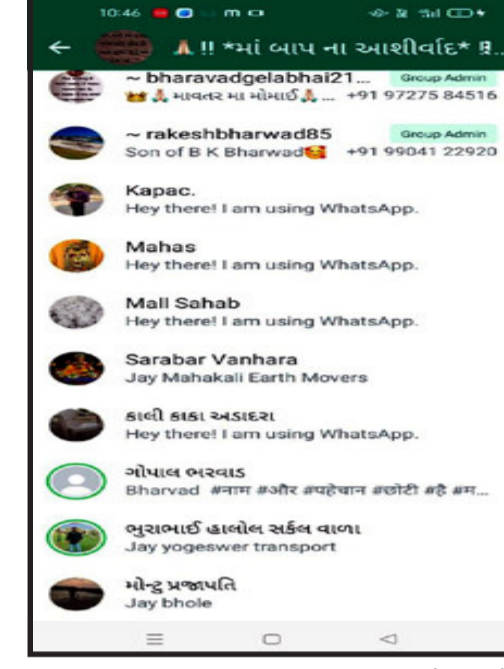 10:46
🙏🏻 !! *માં બાપ ના આશીર્વાદ*
~ bharavadgelabhai21... Group Admin
👑🙏માવતર મા મોમાઈ🙏... +91 97275 84516
~ rakeshbharwad85 Group Admin
Son of B K Bharwad🥰 +91 99041 22920
Kapac.
Hey there! I am using WhatsApp.
Mahas
Hey there! I am using WhatsApp.
Mall Sahab
Hey there! I am using WhatsApp.
Sarabar Vanhara
Jay Mahakali Earth Movers
કાલી કાકા અડાદરા
Hey there! I am using WhatsApp.
ગોપાલ ભરવાડ
Bharvad #नाम #और #पहेचान #छोटी #है #म...
ભુરાભાઈ હાલોલ સર્કલ વાળા
Jay yogeswer transport
મોન્ટુ પ્રજાપતિ
Jay bhole